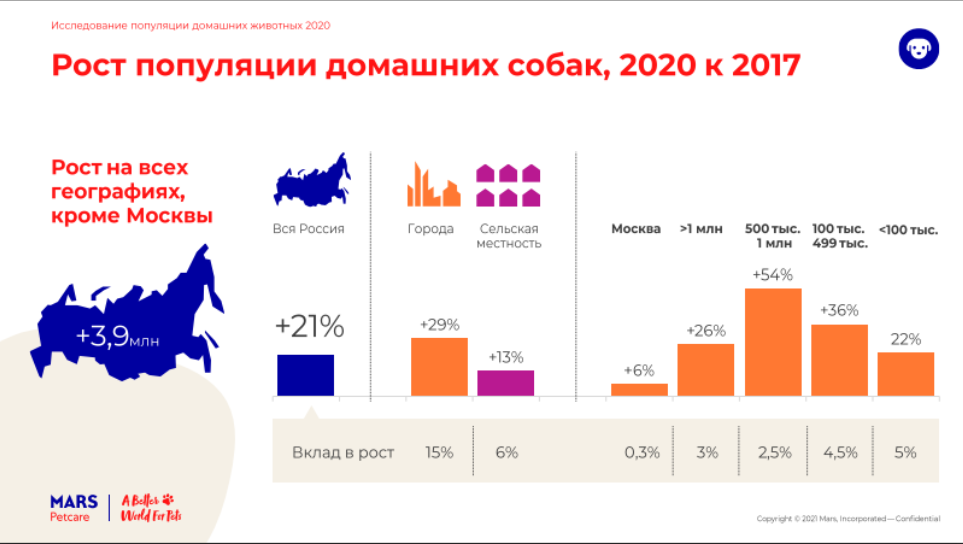 Исследование популяции домашних животных 2020
Рост популяции домашних собак, 2020 к 2017
Рост на всех
географиях,
кроме Москвы
+3,9 млн
Вся Россия
Города
Сельская
местность
Москва
>1 млн
500 тыс.
1 млн
100 тыс.
499 тыс.
<100 тыс.
+21%
+29%
+13%
+6%
+26%
+54%
+36%
22%
Вклад в рост 15% 6% 0,3% 3% 2,5% 4,5% 5%
MARS
Petcare
A Better
World For Pets
Copyright © 2021 Mars, Incorporated—Confidential